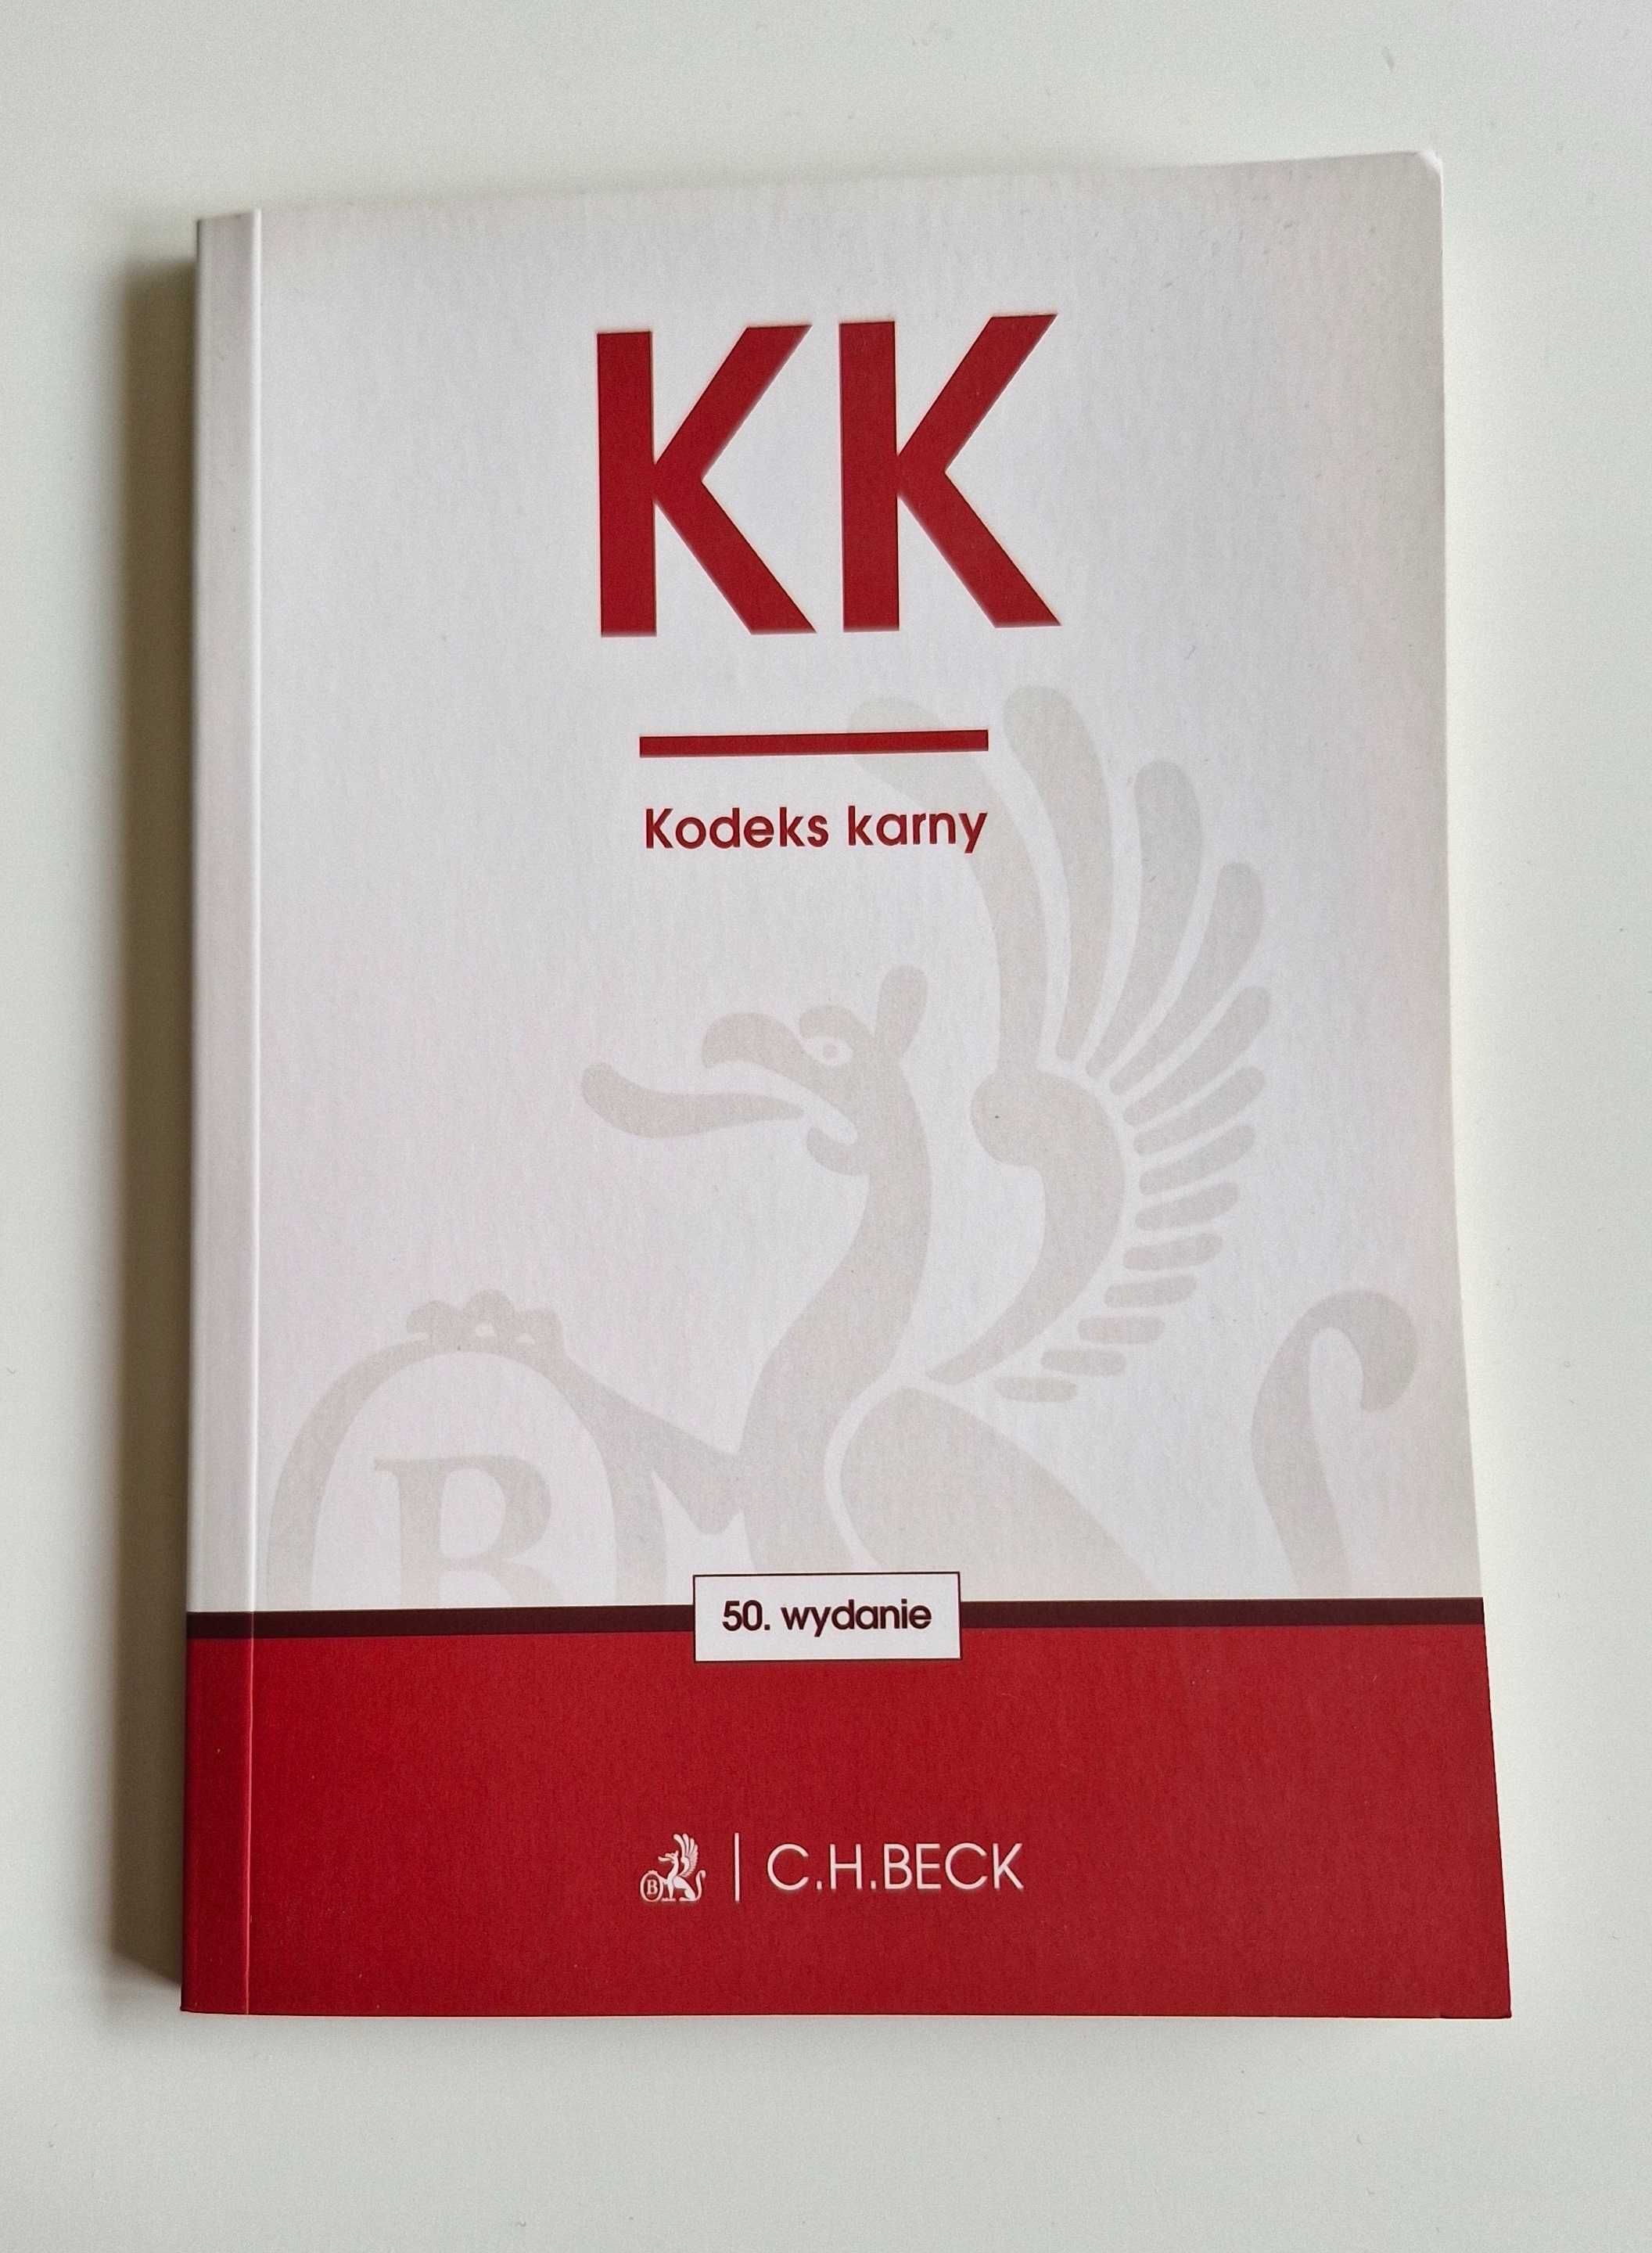 KK
Kodeks karny
B
50. wydanie
B C.H.BECK